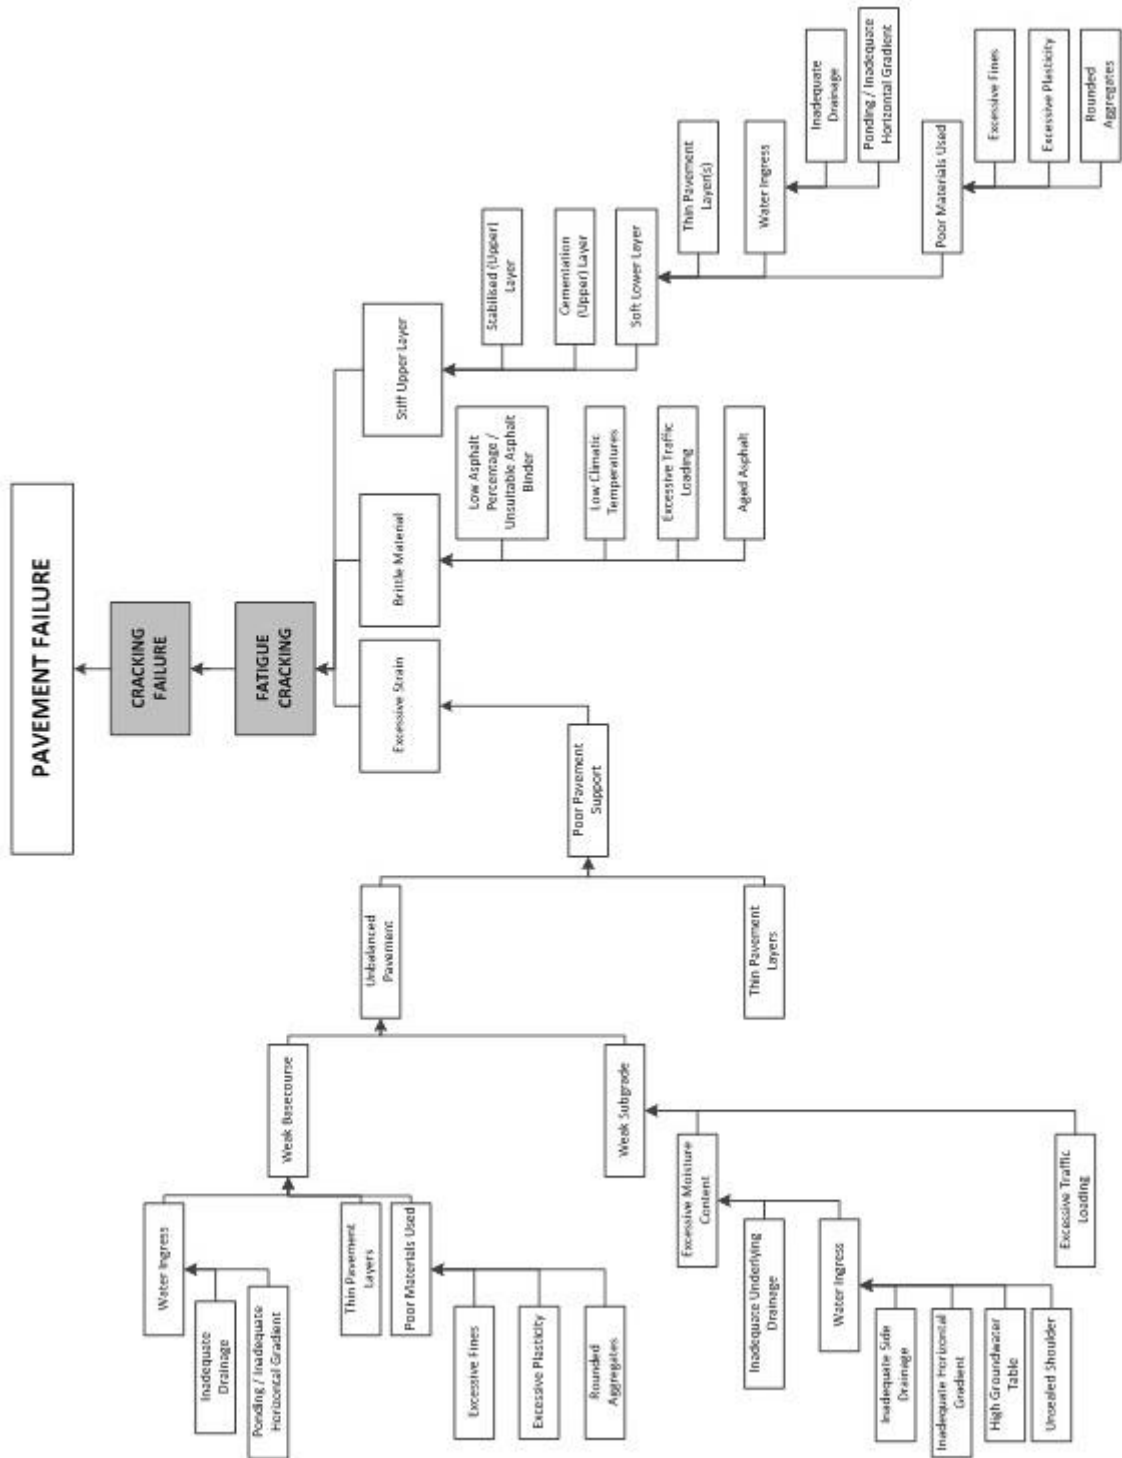 PAVEMENT FAILURE
CRACKING
FAILURE
FATIGUE
CRACKING
Excessive Strain
Brittle Material
Stiff Upper Layer
Poor Pavement
Support
Unbalanced
Pavement
Thin Pavement
Layers
Weak Basecourse
Weak Subgrade
Water Ingress
Inadequate
Drainage
Ponding / Inadequate
Horizontal Gradient
Thin Pavement
Layers
Poor Materials Used
Excessive Fines
Excessive Plasticity
Rounded
Aggregates
Excessive Moisture
Content
Inadequate Underlying
Drainage
Water Ingress
Inadequate Side
Drainage
Inadequate Horizontal
Gradient
High Groundwater
Table
Unsealed Shoulder
Excessive Traffic
Loading
Low Asphalt
Percentage /
Unsuitable Asphalt
Binder
Low Climatic
Temperatures
Excessive Traffic
Loading
Aged Asphalt
Stabilised (Upper)
Layer
Cementation
(Upper) Layer
Soft Lower Layer
Thin Pavement
Layer(s)
Water Ingress
Inadequate
Drainage
Ponding / Inadequate
Horizontal Gradient
Poor Materials Used
Excessive Fines
Excessive Plasticity
Rounded
Aggregates